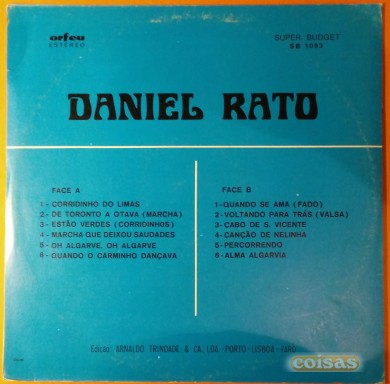 orfeu
ESTEREO
SUPER BUDGET
SB 1093
DANIEL RATO
FACE A
1- CORRIDINHO DO LIMAS
2- DE TORONTO A OTAVA (MARCHA)
3- ESTÃO VERDES (CORRIDINHOS)
4- MARCHA QUE DEIXOU SAUDADES
5- OH ALGARVE, OH ALGARVE
6- QUANDO O CARMINHO DANÇAVA
FACE B
1- QUANDO SE AMA (FADO)
2- VOLTANDO PARA TRÁS (VALSA)
3- CABO DE S. VICENTE
4- CANÇÃO DE NELINHA
5- PERCORRENDO
6- ALMA ALGARVIA
Edição: ARNALDO TRINDADE & CA. LDA - PORTO - LISBOA - FARO
coisas